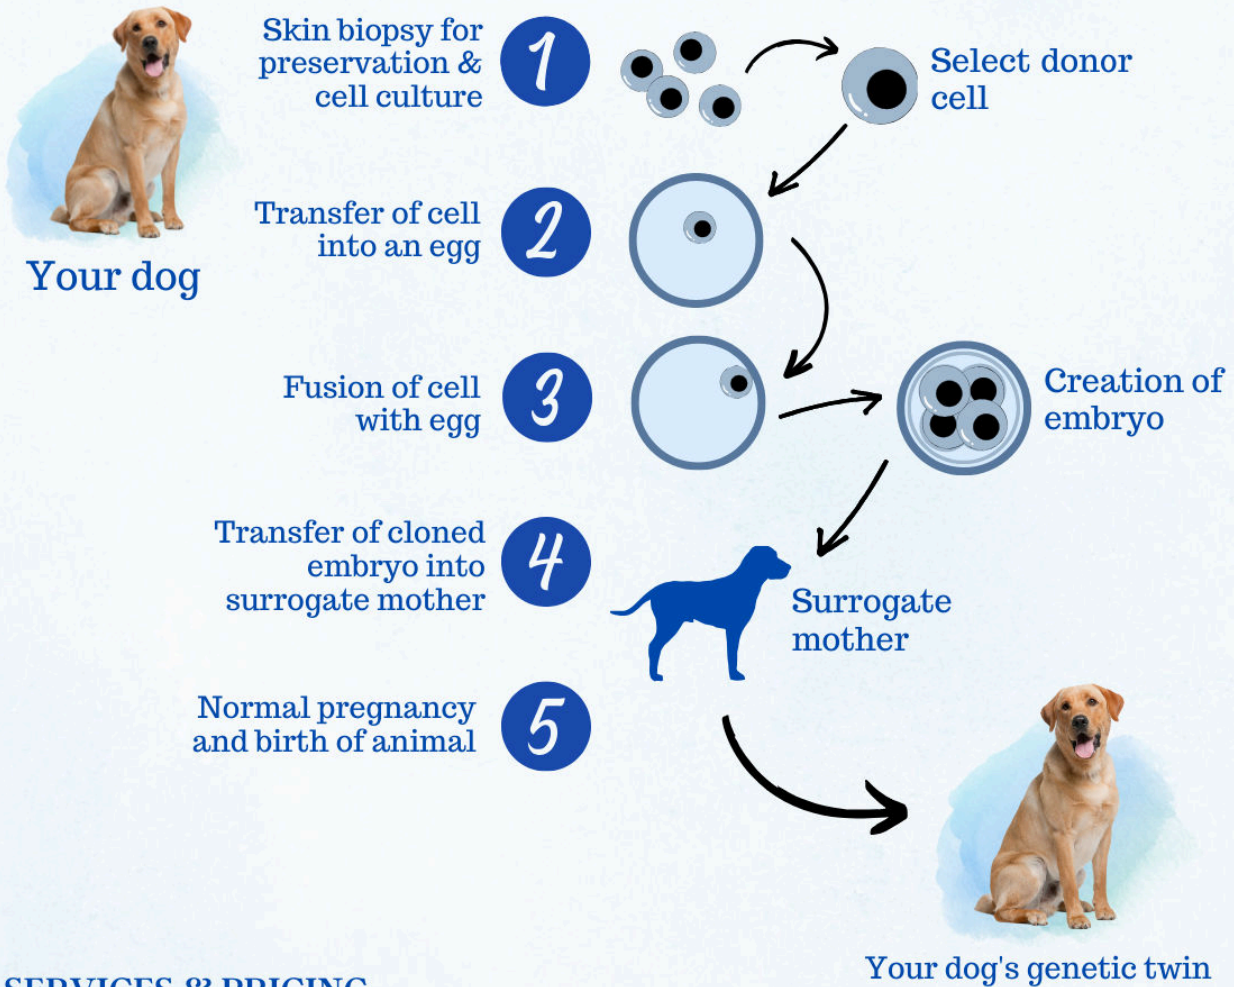 Skin biopsy for
preservation &
cell culture
1
Select donor
cell
Your dog
Transfer of cell
into an egg
2
Fusion of cell
with egg
3
Creation of
embryo
Transfer of cloned
embryo into
surrogate mother
4
Surrogate
mother
Normal pregnancy
and birth of animal
5
Your dog's genetic twin
SERVICES & PRICING